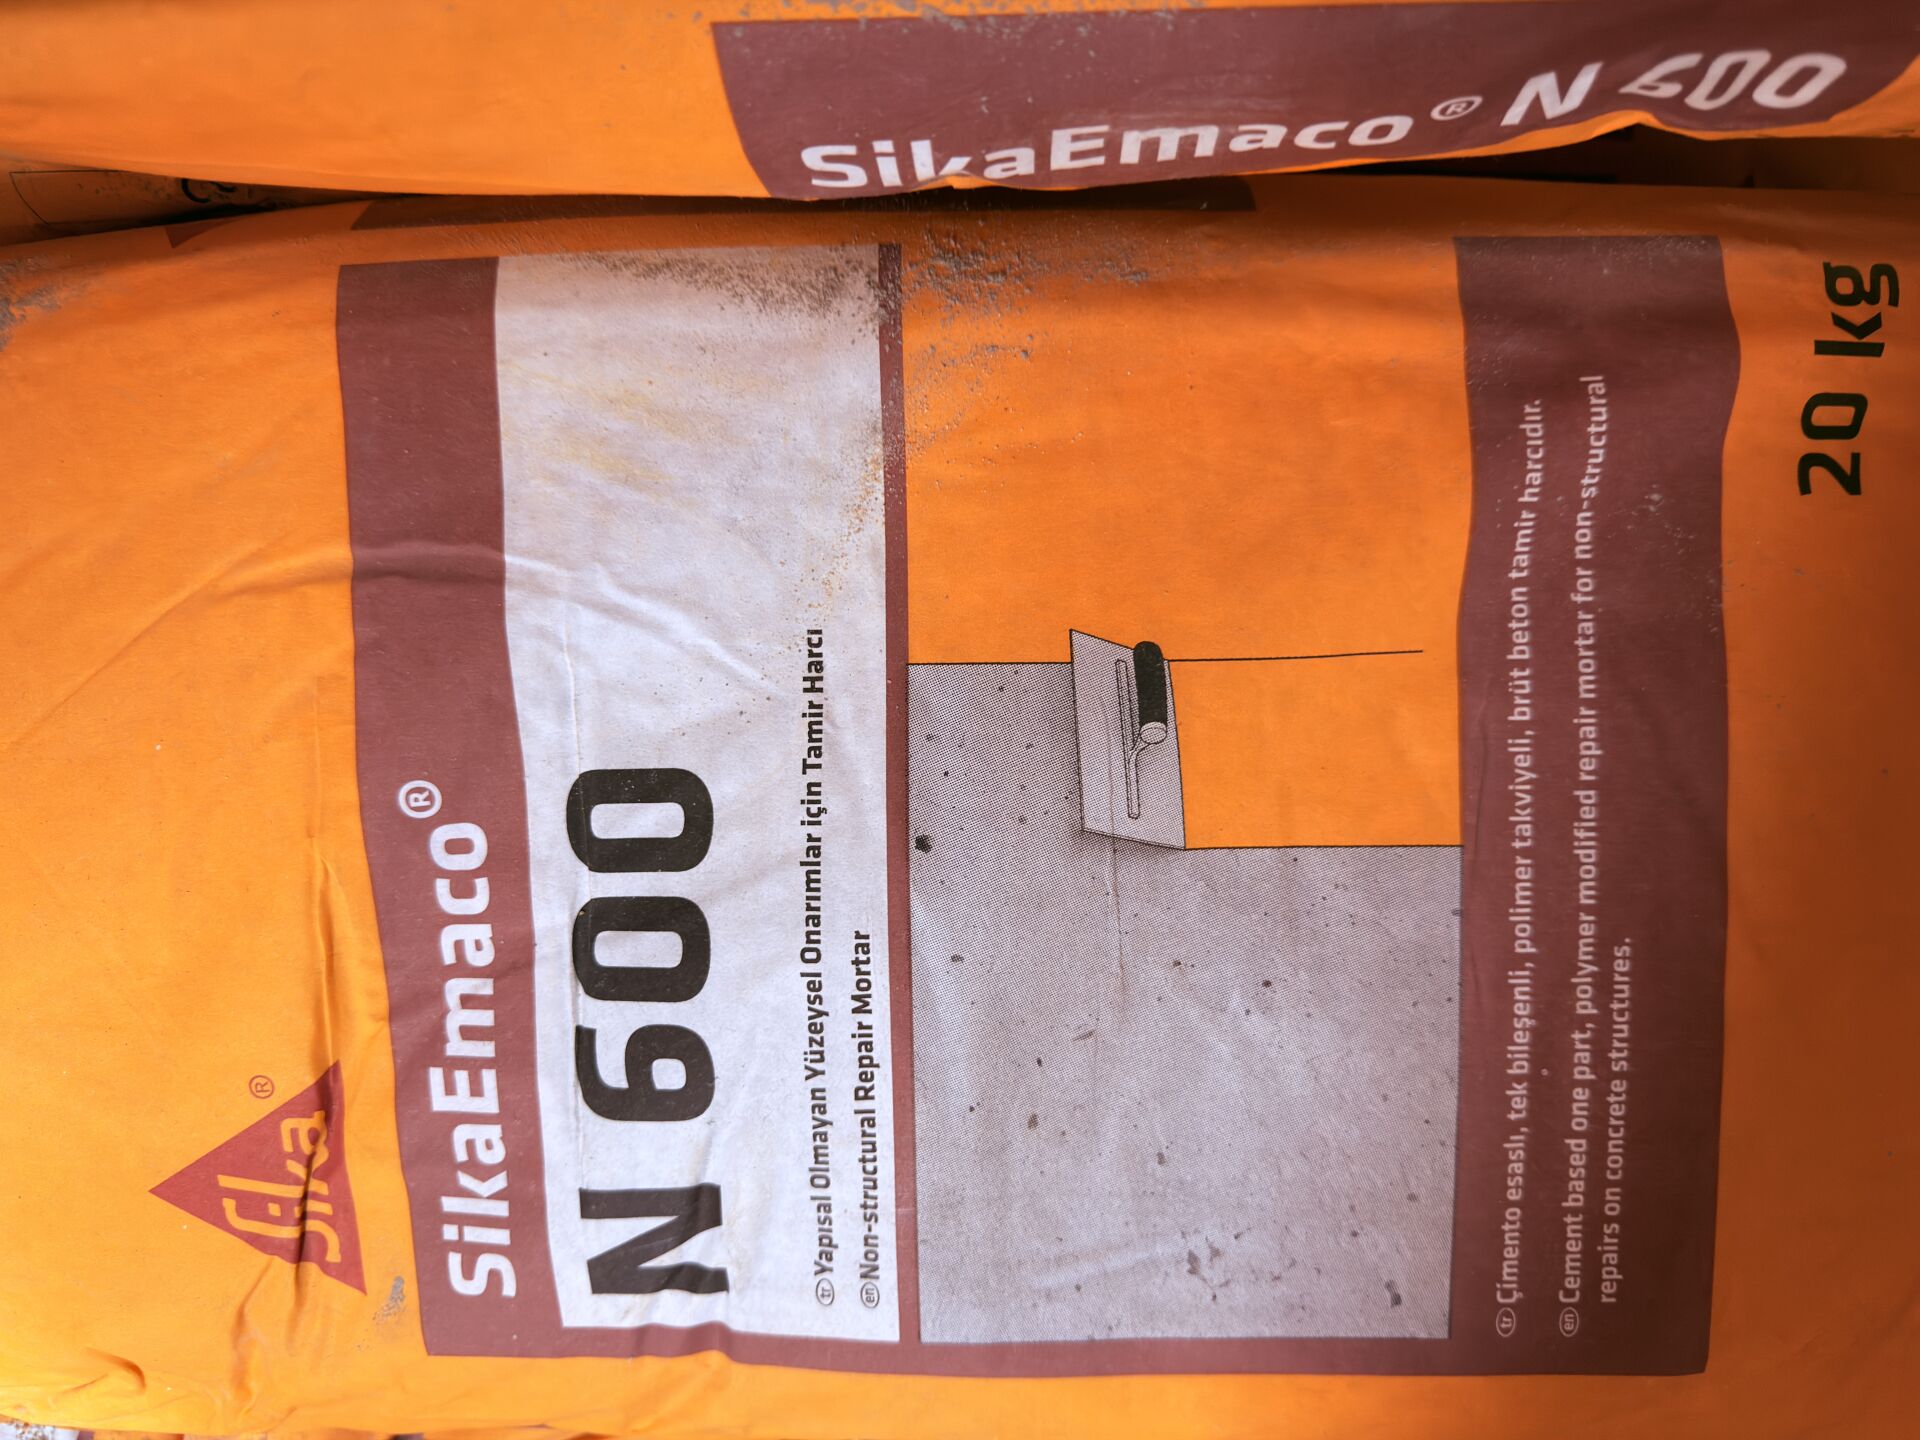 SikaEmaco® N 600
Sika®
SikaEmaco®
N 600
tr Yapısal Olmayan Yüzeysel Onarımlar için Tamir Harcı
en Non-structural Repair Mortar
tr Çimento esaslı, tek bileşenli, polimer takviyeli, brüt beton tamir harcıdır.
en Cement based one part, polymer modified repair mortar for non-structural
repairs on concrete structures.
20 kg